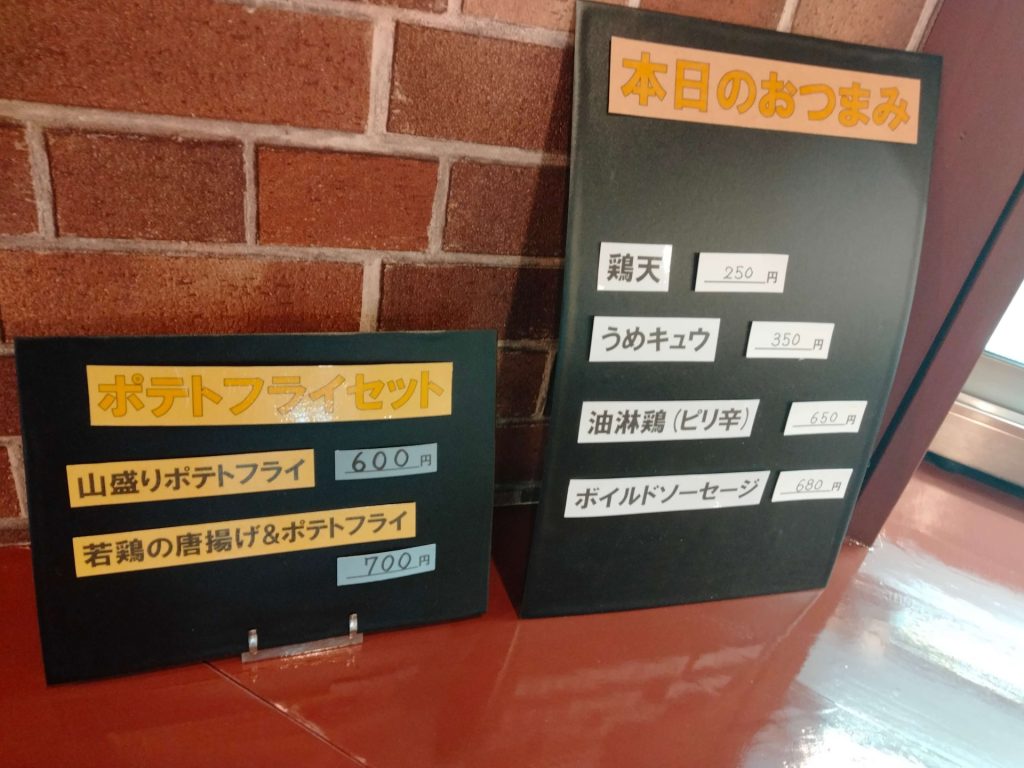 ポテトフライセット
山盛りポテトフライ 600円
若鶏の唐揚げ&ポテトフライ
700円
本日のおつまみ
鶏天 250円
うめキュウ 350円
油淋鶏(ピリ辛) 650円
ボイルドソーセージ 680円